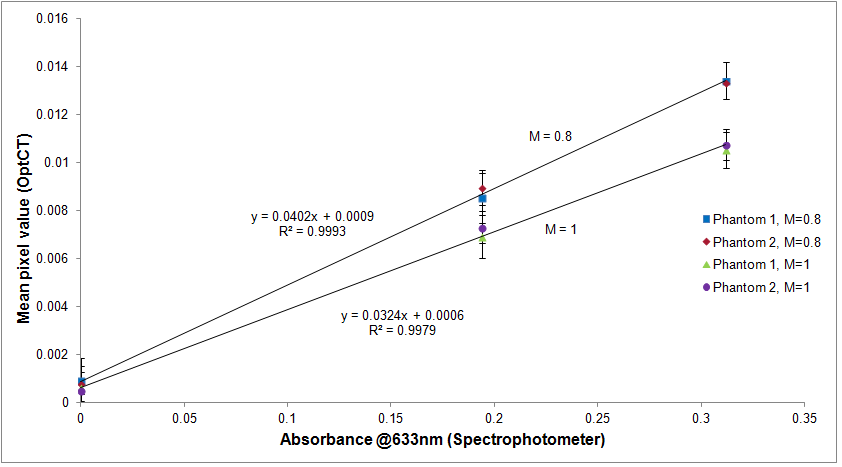 0.016
0.014
0.012
0.01
0.008
0.006
0.004
0.002
0
Mean pixel value (OptCT)
M = 0.8
y = 0.0402x + 0.0009
R² = 0.9993
M = 1
y = 0.0324x + 0.0006
R² = 0.9979
Phantom 1, M=0.8
Phantom 2, M=0.8
Phantom 1, M=1
Phantom 2, M=1
0 0.05 0.1 0.15 0.2 0.25 0.3 0.35
Absorbance @633nm (Spectrophotometer)